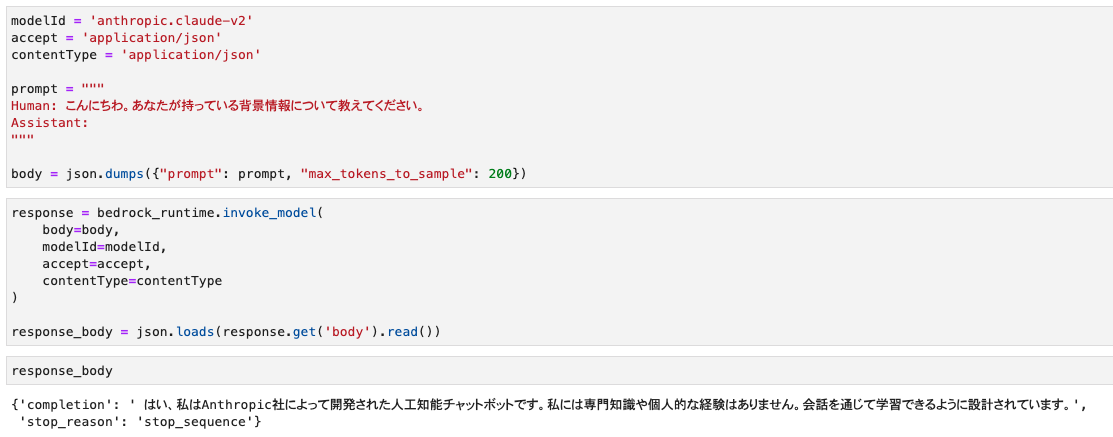 modelId = 'anthropic.claude-v2'
accept = 'application/json'
contentType = 'application/json'
prompt = """
Human: こんにちわ。あなたが持っている背景情報について教えてください。
Assistant:
"""
body = json.dumps({"prompt": prompt, "max_tokens_to_sample": 200})
response = bedrock_runtime.invoke_model(
    body=body,
    modelId=modelId,
    accept=accept,
    contentType=contentType
)
response_body = json.loads(response.get('body').read())
response_body
{'completion': ' はい、私はAnthropic社によって開発された人工知能チャットボットです。私には専門知識や個人的な経験はありません。会話を通じて学習できるように設計されています。',
 'stop_reason': 'stop_sequence'}